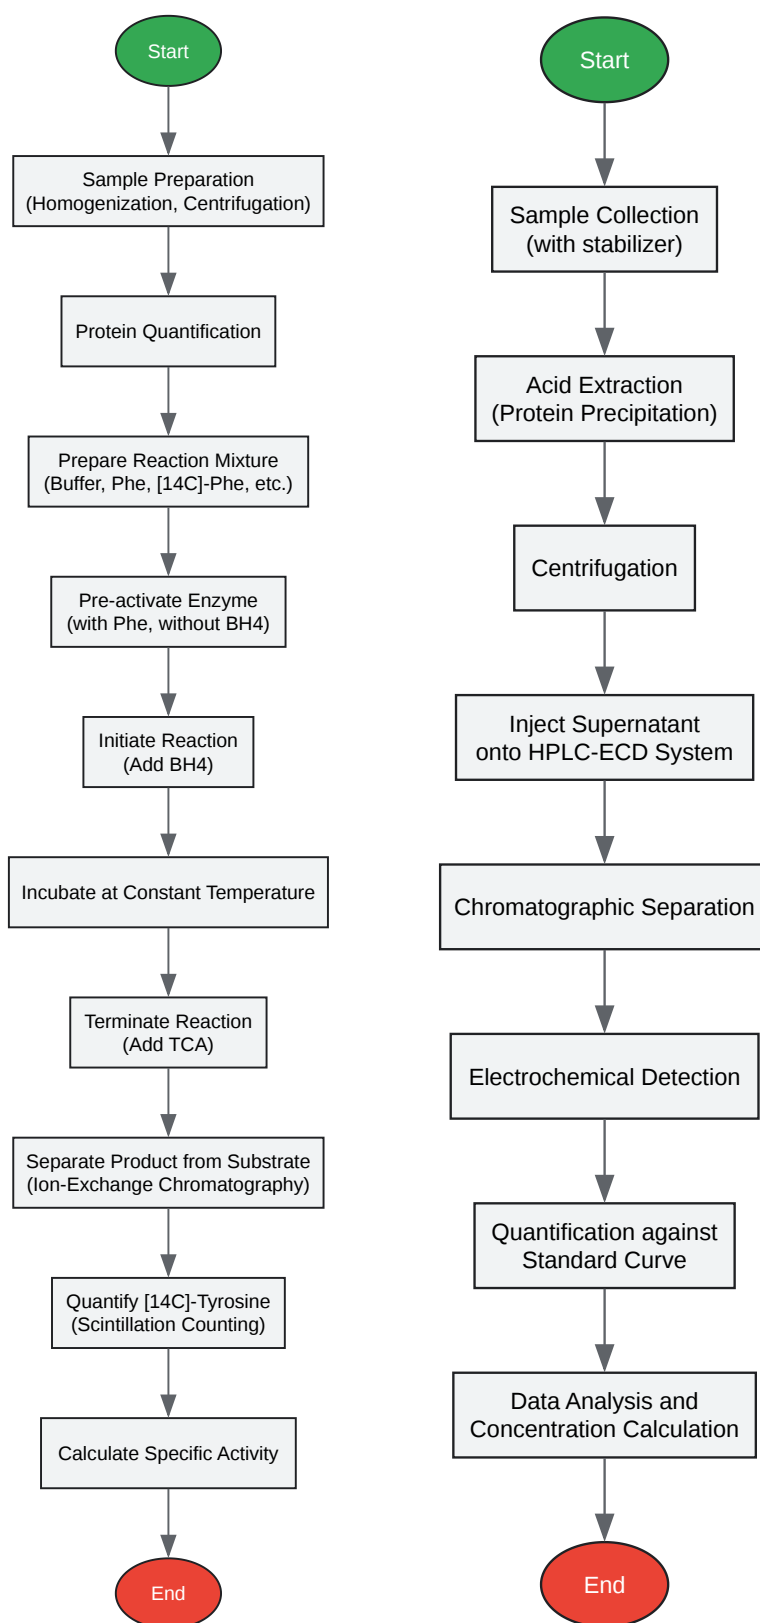 Start
Sample Preparation
(Homogenization, Centrifugation)
Protein Quantification
Prepare Reaction Mixture
(Buffer, Phe, [14C]-Phe, etc.)
Pre-activate Enzyme
(with Phe, without BH4)
Initiate Reaction
(Add BH4)
Incubate at Constant Temperature
Terminate Reaction
(Add TCA)
Separate Product from Substrate
(Ion-Exchange Chromatography)
Quantify [14C]-Tyrosine
(Scintillation Counting)
Calculate Specific Activity
End
Start
Sample Collection
(with stabilizer)
Acid Extraction
(Protein Precipitation)
Centrifugation
Inject Supernatant
onto HPLC-ECD System
Chromatographic Separation
Electrochemical Detection
Quantification against
Standard Curve
Data Analysis and
Concentration Calculation
End